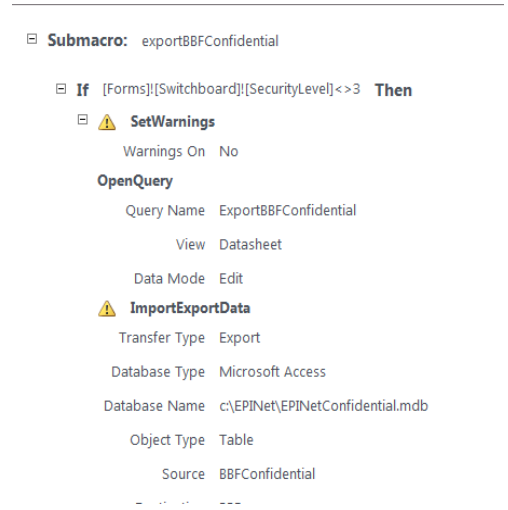 Submacro: exportBBFConfidential
If [Forms]![Switchboard]![SecurityLevel]<>3 Then
SetWarnings
Warnings On No
OpenQuery
Query Name ExportBBFConfidential
View Datasheet
Data Mode Edit
ImportExportData
Transfer Type Export
Database Type Microsoft Access
Database Name c:\EPINet\EPINetConfidential.mdb
Object Type Table
Source BBFConfidential